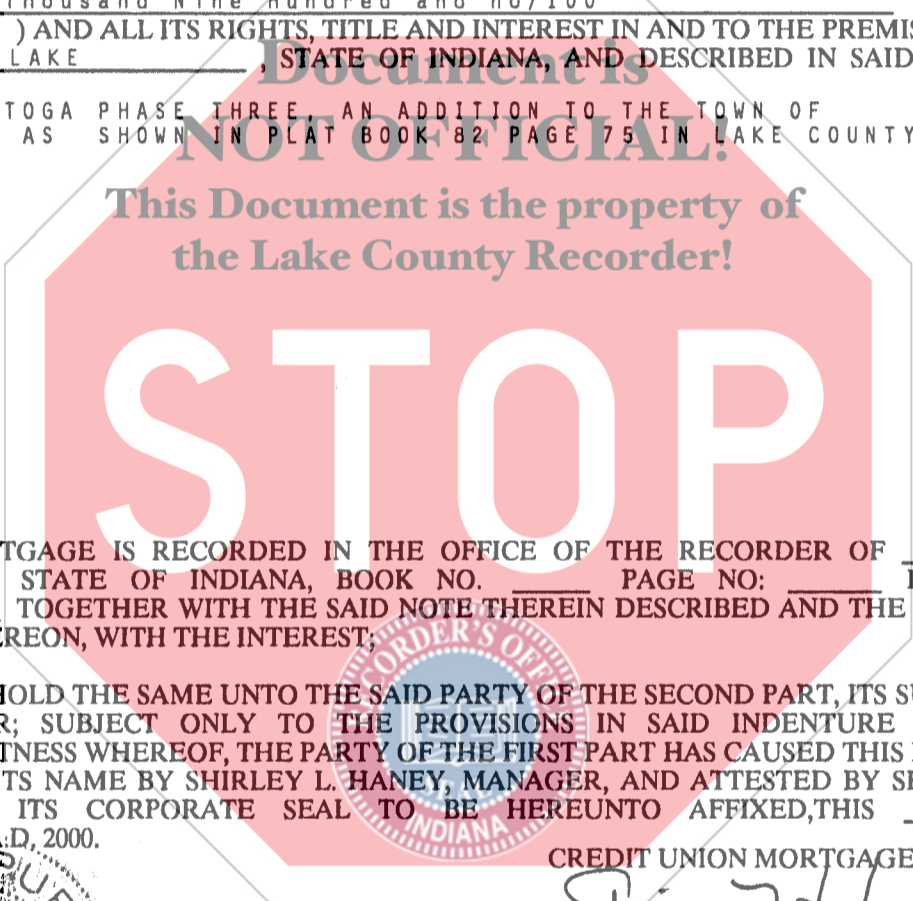 Thousand Nine Hundred and no/100
) AND ALL ITS RIGHTS, TITLE AND INTEREST IN AND TO THE PREMIS
LAKE , STATE OF INDIANA, AND DESCRIBED IN SAID
Document is
TOGA PHASE THREE, AN ADDITION TO THE TOWN OF
AS SHOWN IN PLAT BOOK 82 PAGE 75 IN LAKE COUNTY
NOT OFFICIAL!
This Document is the property of
the Lake County Recorder!
STOP
TGAGE IS RECORDED IN THE OFFICE OF THE RECORDER OF
STATE OF INDIANA, BOOK NO. ______ PAGE NO: ______
TOGETHER WITH THE SAID NOTE THEREIN DESCRIBED AND THE
EREON, WITH THE INTEREST;
RECORDER'S OFFICE
SEAL
INDIANA
HOLD THE SAME UNTO THE SAID PARTY OF THE SECOND PART, ITS SU
R; SUBJECT ONLY TO THE PROVISIONS IN SAID INDENTURE
TNESS WHEREOF, THE PARTY OF THE FIRST PART HAS CAUSED THIS
TS NAME BY SHIRLEY L. HANEY, MANAGER, AND ATTESTED BY SH
ITS CORPORATE SEAL TO BE HEREUNTO AFFIXED,THIS
.D, 2000.
CREDIT UNION MORTGAGE